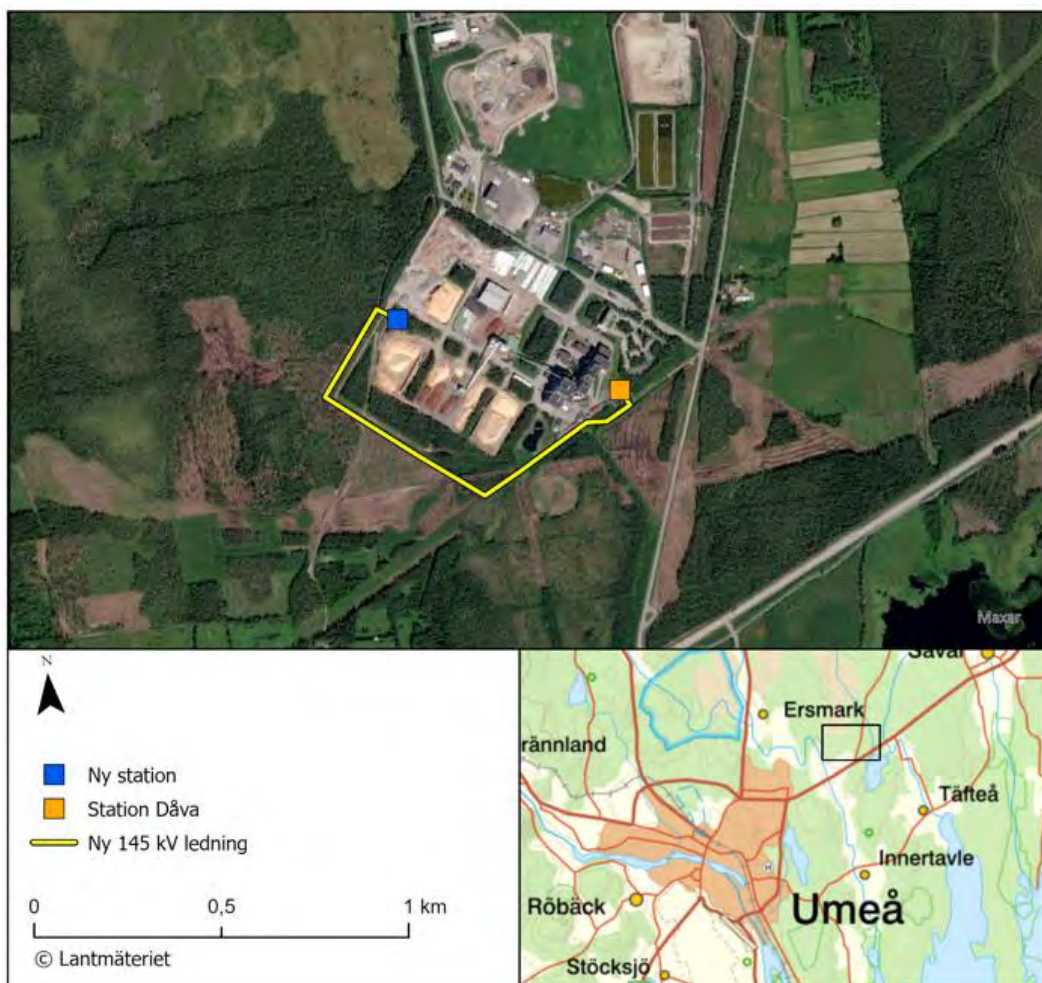 Maxar
N
Ny station
Station Dåva
Ny 145 kV ledning
0 0,5 1 km
© Lantmäteriet
Sävar
Ersmark
rännland
Täfteå
Innertavle
H
Umeå
Röbäck
Stöcksjö